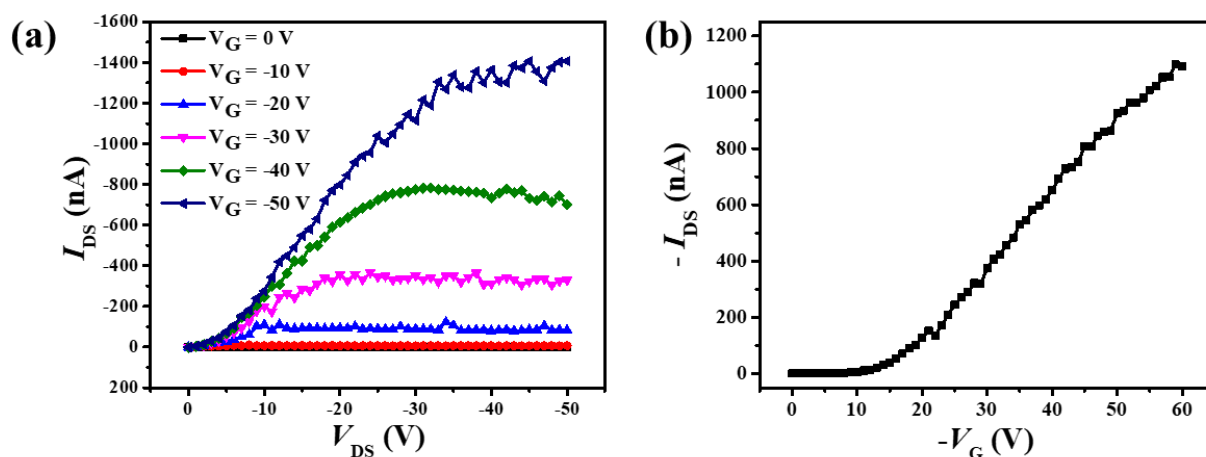 (a)
-1600
-1400
-1200
-1000
-800
-600
-400
-200
0
200
I_DS (nA)
V_G = 0 V
V_G = -10 V
V_G = -20 V
V_G = -30 V
V_G = -40 V
V_G = -50 V
0 -10 -20 -30 -40 -50
V_DS (V)
(b)
1200
1000
800
600
400
200
0
- I_DS (nA)
0 10 20 30 40 50 60
-V_G (V)